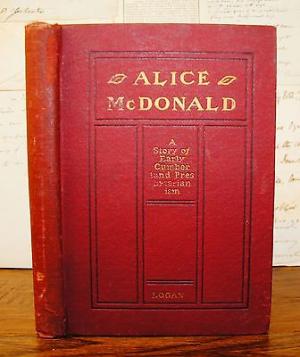 ALICE
McDONALD
A
Story of
Early
Cumber
land Pres
byterian
ism
LOGAN